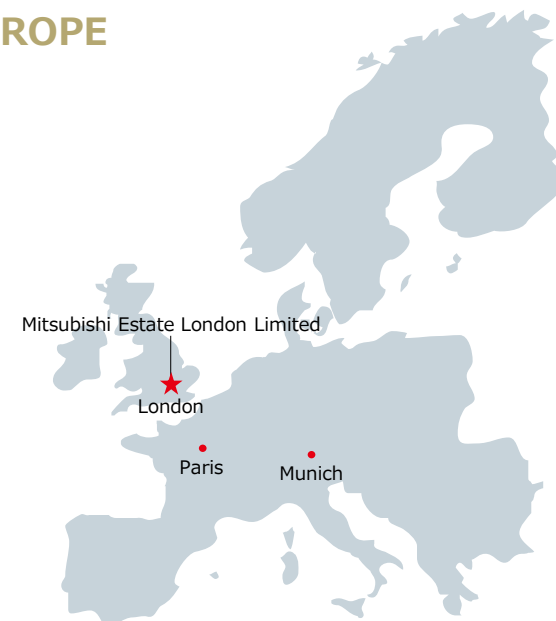 ROPE
Mitsubishi Estate London Limited
London
Paris
Munich